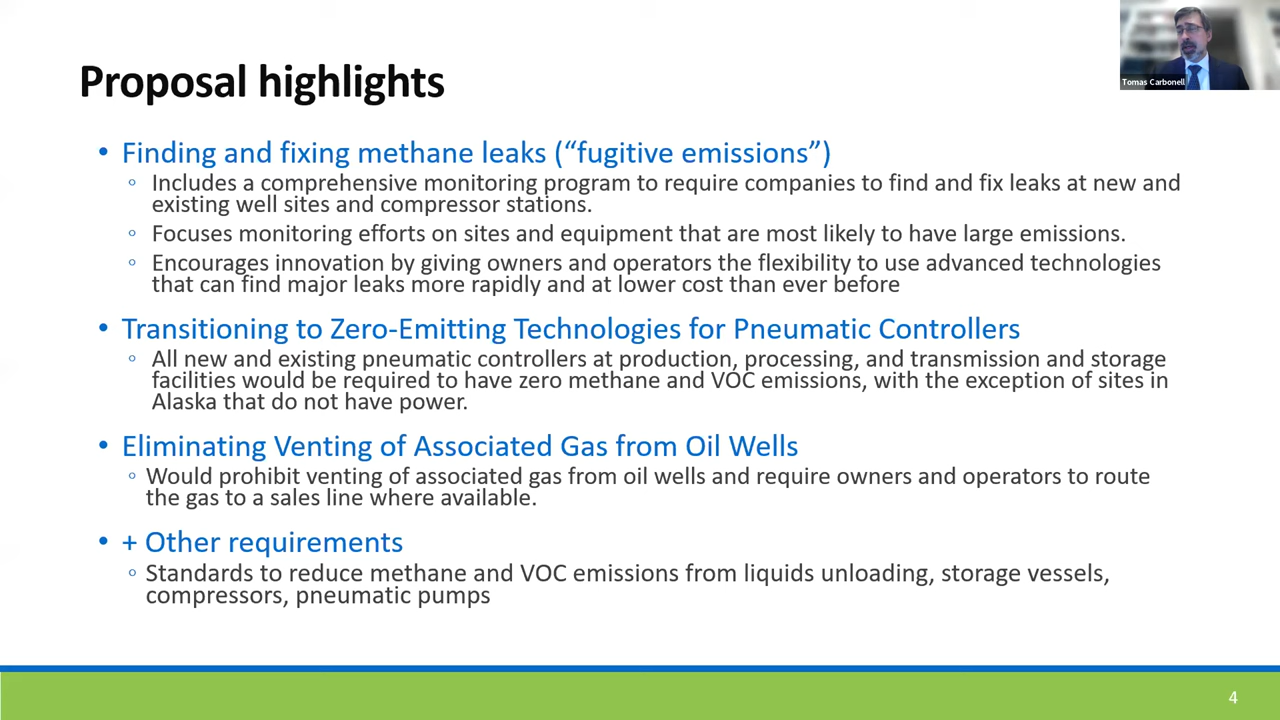 Proposal highlights
Tomas Carbonell
• Finding and fixing methane leaks (“fugitive emissions”)
◦ Includes a comprehensive monitoring program to require companies to find and fix leaks at new and
existing well sites and compressor stations.
◦ Focuses monitoring efforts on sites and equipment that are most likely to have large emissions.
◦ Encourages innovation by giving owners and operators the flexibility to use advanced technologies
that can find major leaks more rapidly and at lower cost than ever before
• Transitioning to Zero-Emitting Technologies for Pneumatic Controllers
◦ All new and existing pneumatic controllers at production, processing, and transmission and storage
facilities would be required to have zero methane and VOC emissions, with the exception of sites in
Alaska that do not have power.
• Eliminating Venting of Associated Gas from Oil Wells
◦ Would prohibit venting of associated gas from oil wells and require owners and operators to route
the gas to a sales line where available.
• + Other requirements
◦ Standards to reduce methane and VOC emissions from liquids unloading, storage vessels,
compressors, pneumatic pumps
4